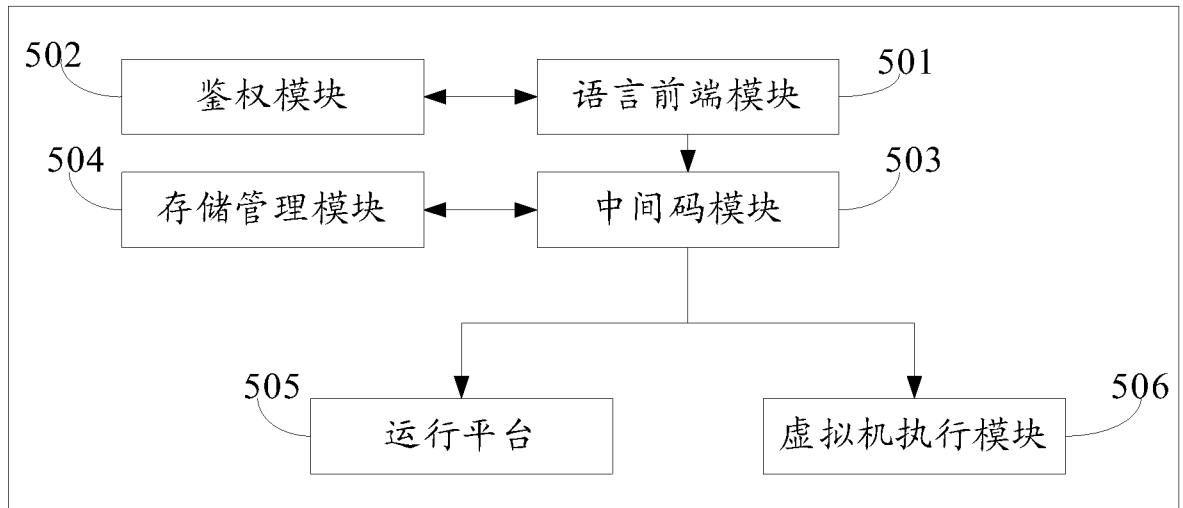 502
鉴权模块
语言前端模块
501
504
存储管理模块
中间码模块
503
505
运行平台
虚拟机执行模块
506